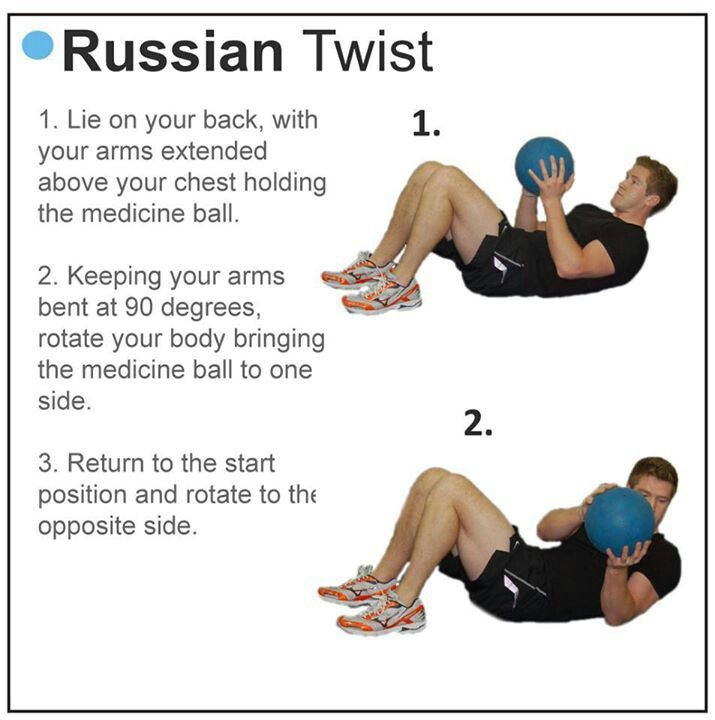 Russian Twist
1. Lie on your back, with
your arms extended
above your chest holding
the medicine ball.
2. Keeping your arms
bent at 90 degrees,
rotate your body bringing
the medicine ball to one
side.
3. Return to the start
position and rotate to the
opposite side.
1.
2.